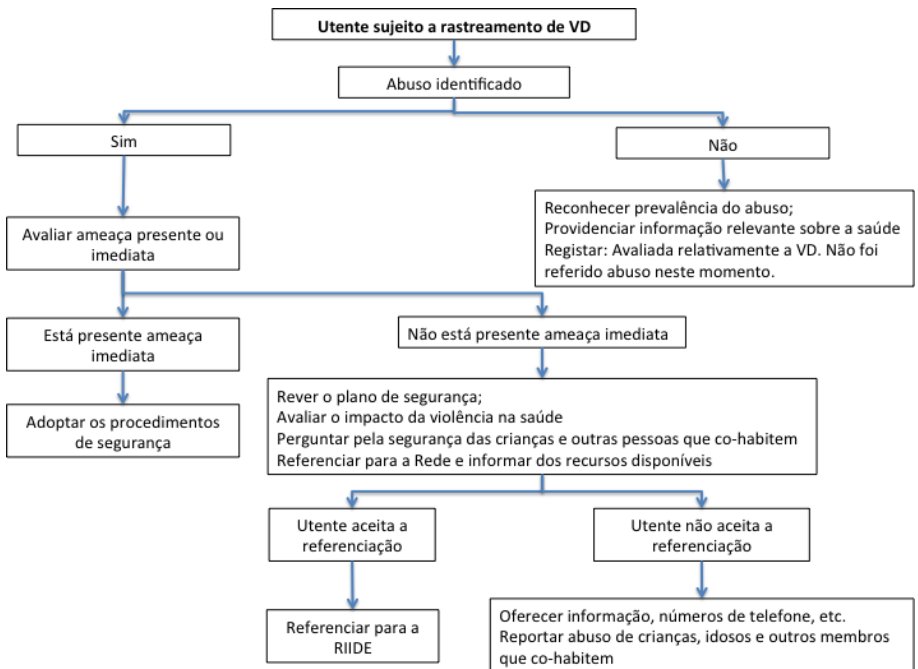 Utente sujeito a rastreamento de VD
Abuso identificado
Sim
Não
Avaliar ameaça presente ou
imediata
Reconhecer prevalência do abuso;
Providenciar informação relevante sobre a saúde
Registar: Avaliada relativamente a VD. Não foi
referido abuso neste momento.
Está presente ameaça
imediata
Não está presente ameaça imediata
Adoptar os procedimentos
de segurança
Rever o plano de segurança;
Avaliar o impacto da violência na saúde
Perguntar pela segurança das crianças e outras pessoas que co-habitem
Referenciar para a Rede e informar dos recursos disponíveis
Utente aceita a
referenciação
Utente não aceita a
referenciação
Referenciar para a
RIIDE
Oferecer informação, números de telefone, etc.
Reportar abuso de crianças, idosos e outros membros
que co-habitem